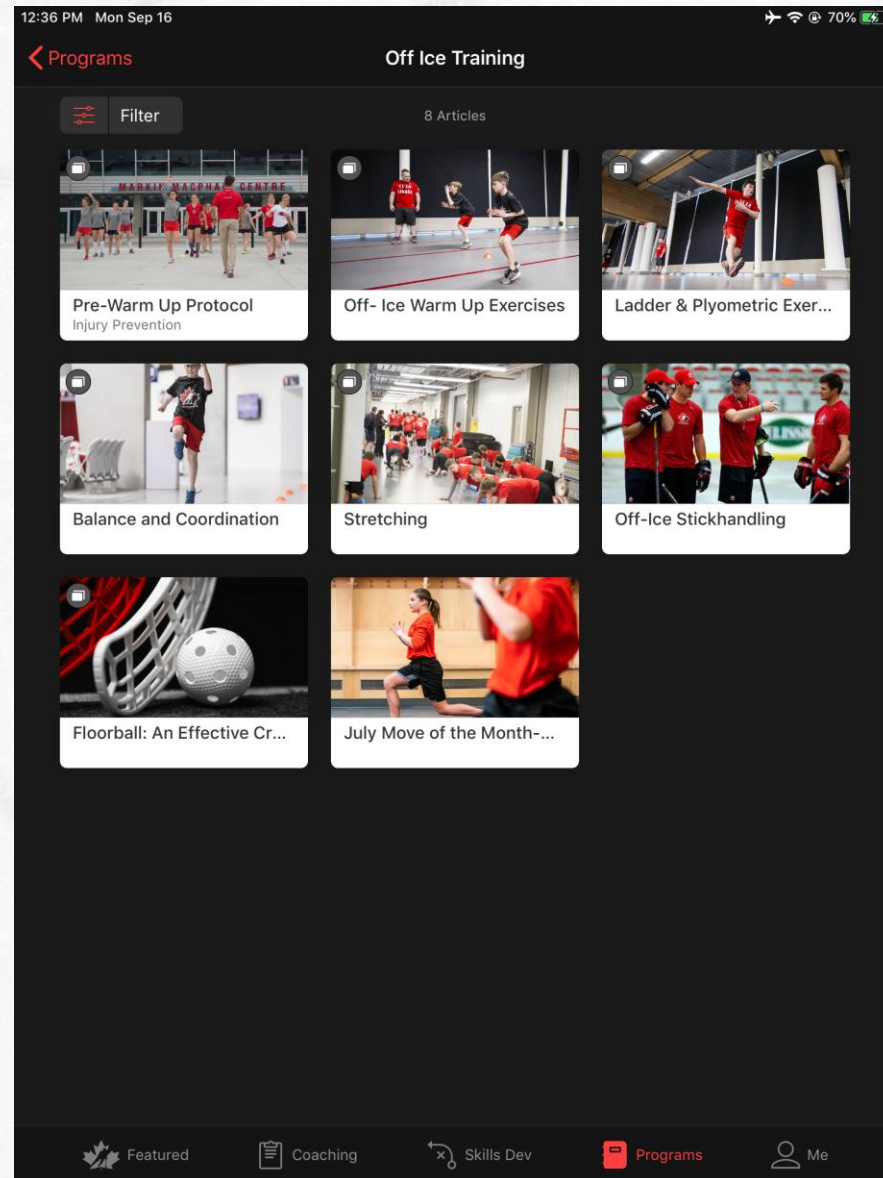 12:36 PM Mon Sep 16
70%
Programs
Off Ice Training
Filter
8 Articles
MARKIN MACPHAIL CENTRE
Pre-Warm Up Protocol
Injury Prevention
Off- Ice Warm Up Exercises
Ladder & Plyometric Exer...
Balance and Coordination
Stretching
Off-Ice Stickhandling
Floorball: An Effective Cr...
July Move of the Month-...
Featured
Coaching
Skills Dev
Programs
Me